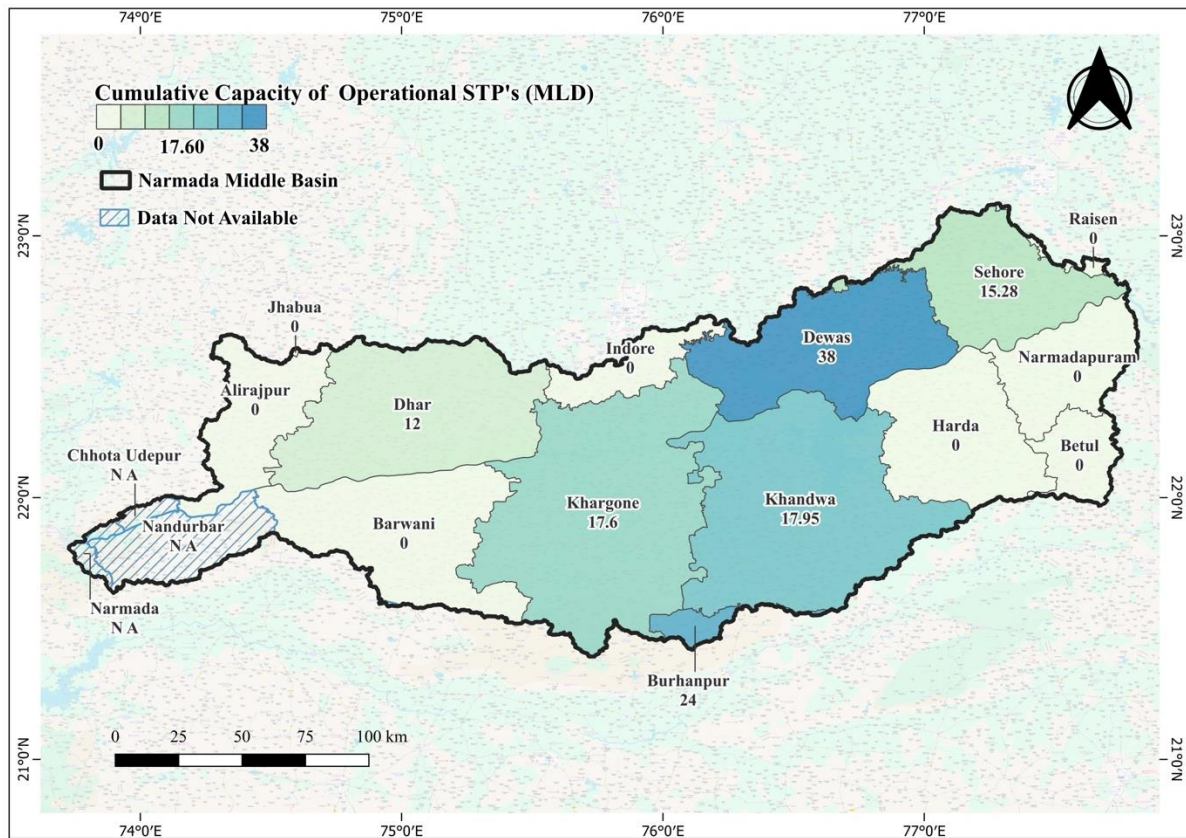 74°0'E 75°0'E 76°0'E 77°0'E
Cumulative Capacity of Operational STP's (MLD)
0 17.60 38
Narmada Middle Basin
Data Not Available
23°0'N 23°0'N
Raisen
0
Sehore
15.28
Jhabua
0
Indore
0
Dewas
38
Narmadapuram
0
Alirajpur
0
Dhar
12
Harda
0
Betul
0
Chhota Udepur
N A
22°0'N 22°0'N
Khargone
17.6
Khandwa
17.95
Nandurbar
N A
Barwani
0
Narmada
N A
Burhanpur
24
0 25 50 75 100 km
21°0'N 21°0'N
74°0'E 75°0'E 76°0'E 77°0'E